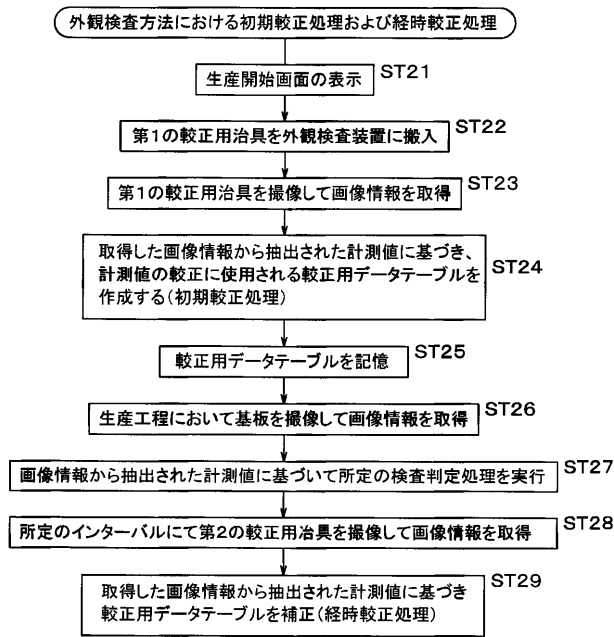 外観検査方法における初期較正処理および経時較正処理
生産開始画面の表示
ST21
第1の較正用治具を外観検査装置に搬入
ST22
第1の較正用治具を撮像して画像情報を取得
ST23
取得した画像情報から抽出された計測値に基づき、
計測値の較正に使用される較正用データテーブルを
作成する(初期較正処理)
ST24
較正用データテーブルを記憶
ST25
生産工程において基板を撮像して画像情報を取得
ST26
画像情報から抽出された計測値に基づいて所定の検査判定処理を実行
ST27
所定のインターバルにて第2の較正用冶具を撮像して画像情報を取得
ST28
取得した画像情報から抽出された計測値に基づき
較正用データテーブルを補正(経時較正処理)
ST29